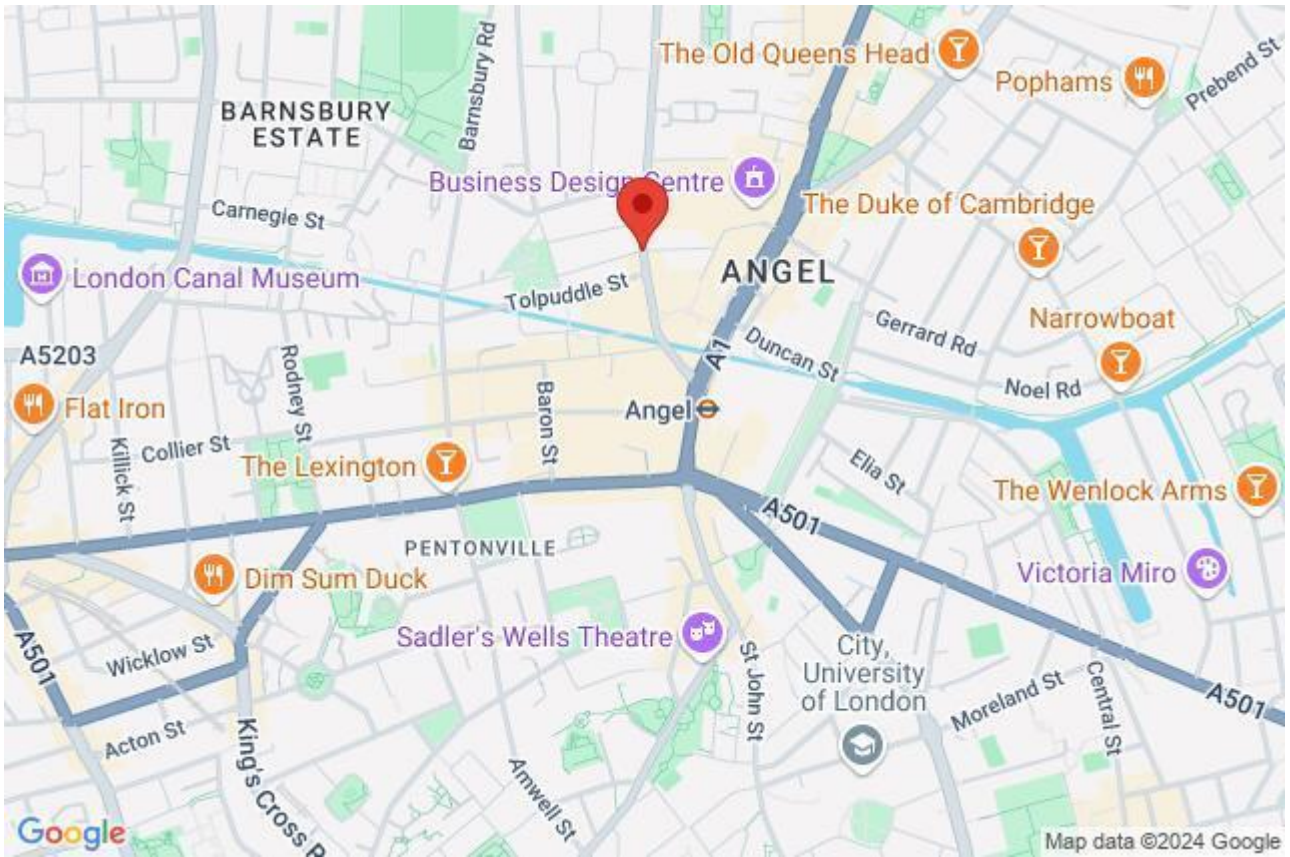 The Old Queens Head
Pophams
Prebend St
Barnsbury Rd
BARNSBURY
ESTATE
Business Design Centre
Carnegie St
The Duke of Cambridge
London Canal Museum
ANGEL
Tolpuddle St
Narrowboat
Gerrard Rd
A5203
A1
Duncan St
Rodney St
Noel Rd
Baron St
Flat Iron
Angel
Killick St
Collier St
The Lexington
Elia St
The Wenlock Arms
A501
PENTONVILLE
Dim Sum Duck
Victoria Miro
Sadler's Wells Theatre
City,
University
of London
A501
Wicklow St
St John St
Moreland St
Central St
A501
Acton St
King's Cross R
Amwell St
Google
Map data ©2024 Google